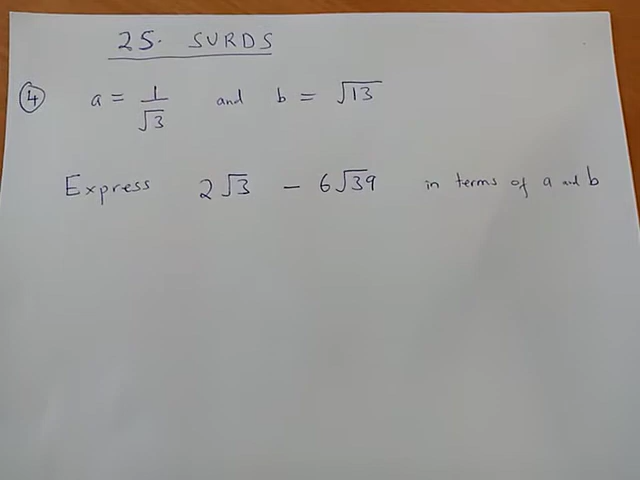 25. SURDS
④ a = 1/√3 and b = √13
Express 2√3 − 6√39 in terms of a and b